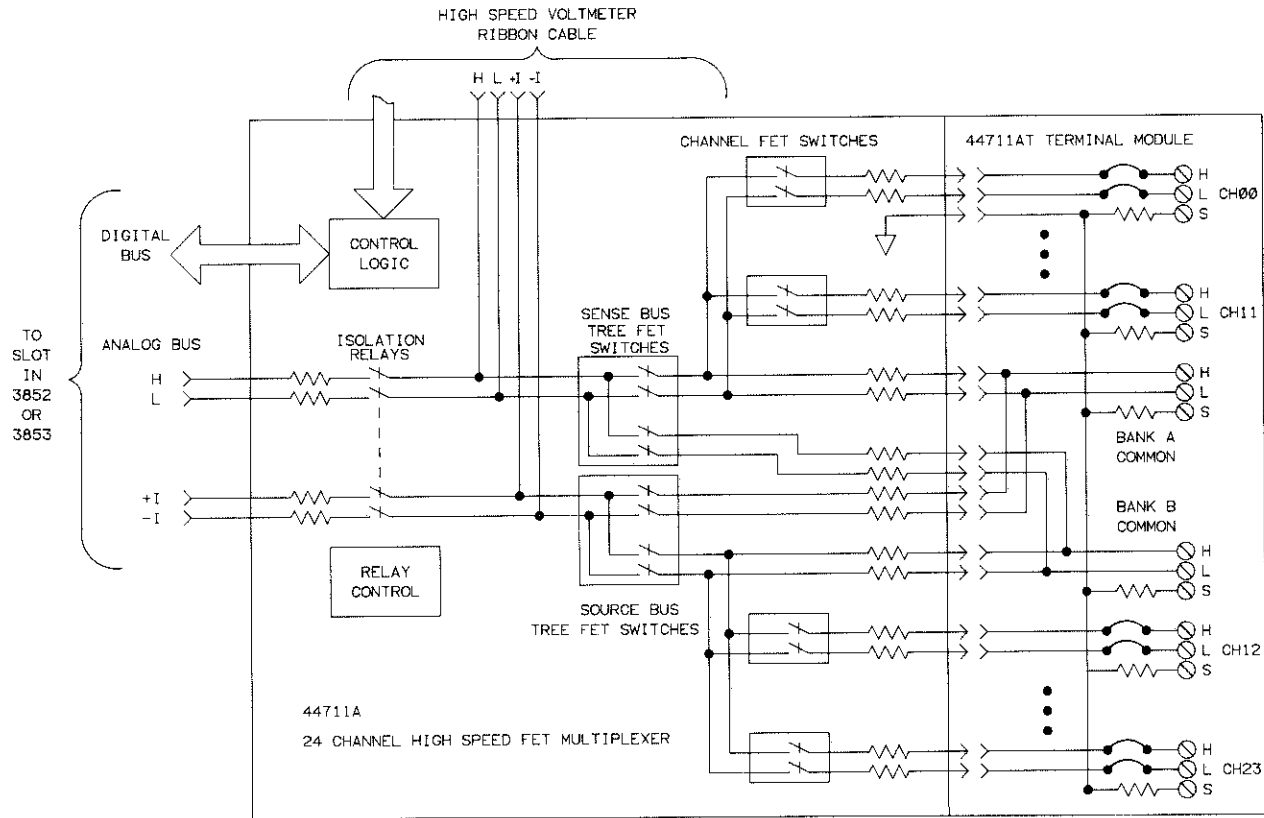 HIGH SPEED VOLTMETER
RIBBON CABLE
H L +I -I
CHANNEL FET SWITCHES
44711AT TERMINAL MODULE
H
L CH00
S
DIGITAL
BUS
CONTROL
LOGIC
H
L CH11
S
SENSE BUS
TREE FET
SWITCHES
TO
SLOT
IN
3852
OR
3853
ANALOG BUS
ISOLATION
RELAYS
H
L
H
L
S
BANK A
COMMON
+I
-I
BANK B
COMMON
H
L
S
RELAY
CONTROL
SOURCE BUS
TREE FET SWITCHES
H
L CH12
S
44711A
24 CHANNEL HIGH SPEED FET MULTIPLEXER
H
L CH23
S